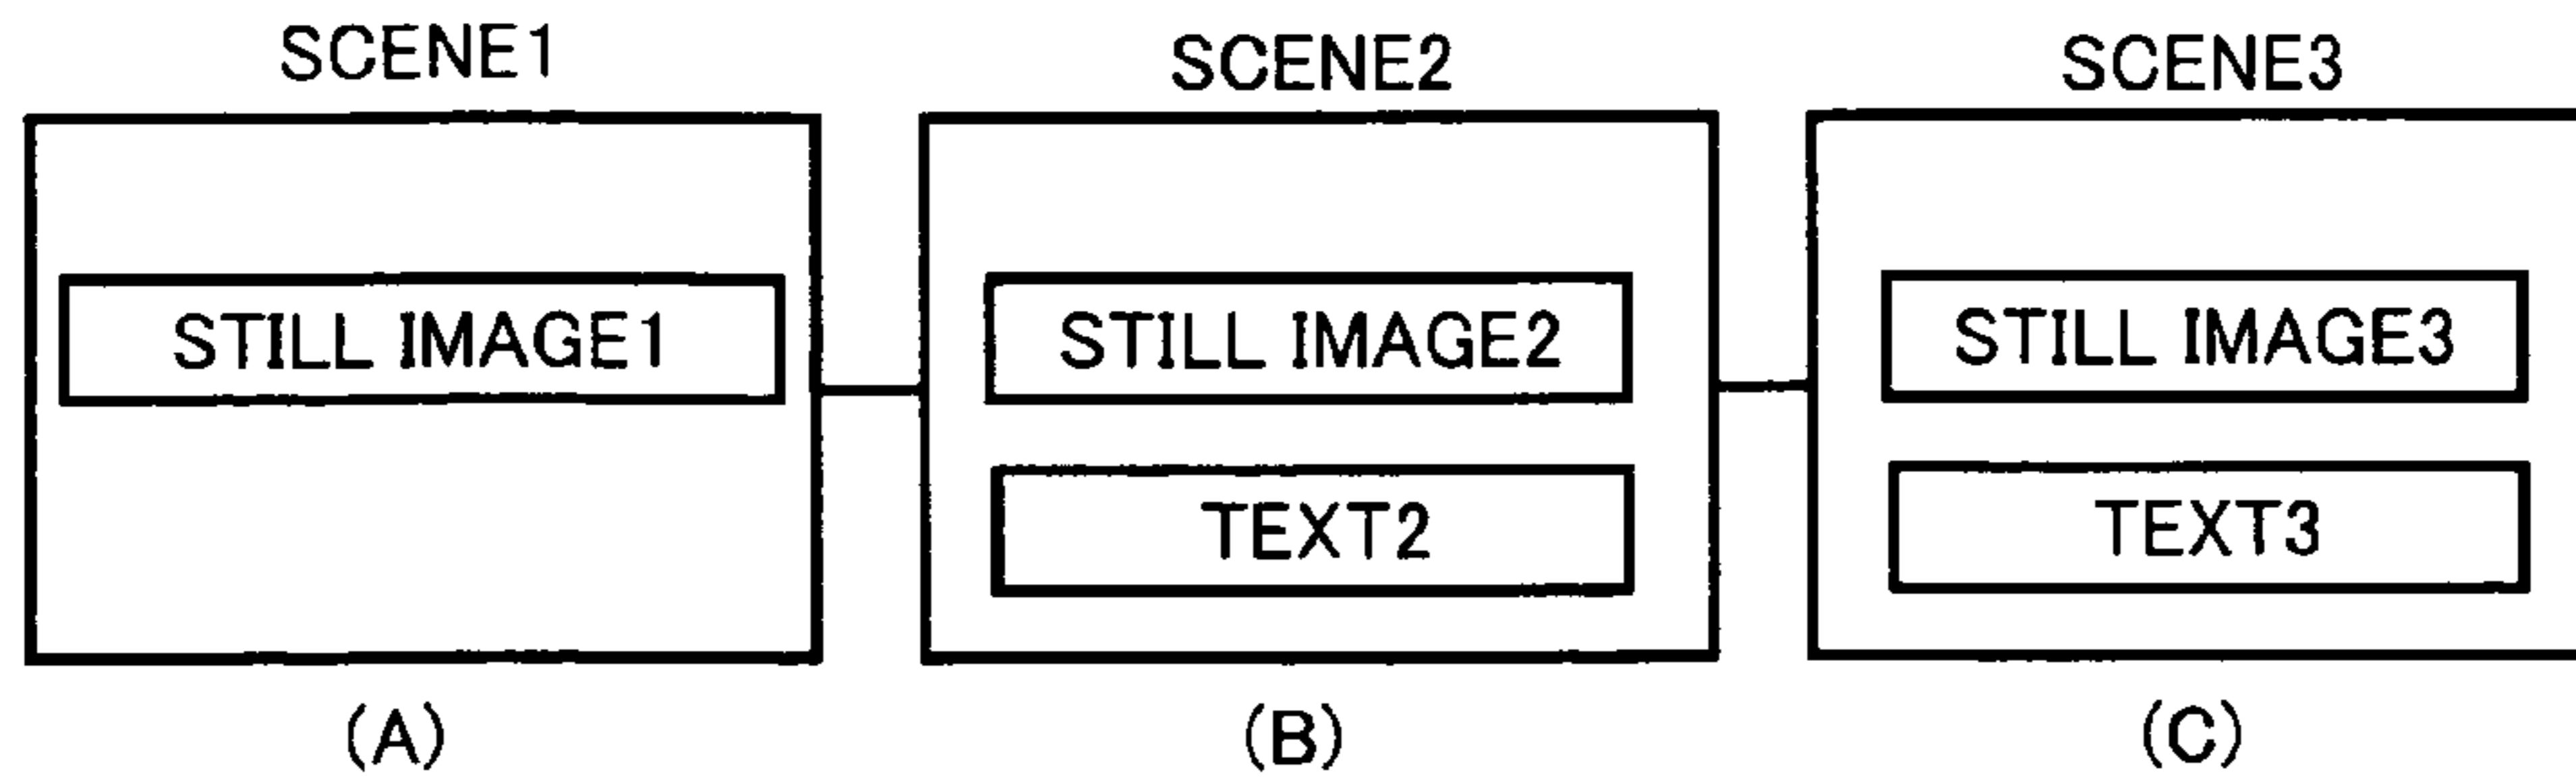 SCENE1 SCENE2 SCENE3
STILL IMAGE1 STILL IMAGE2 STILL IMAGE3
TEXT2 TEXT3
(A) (B) (C)